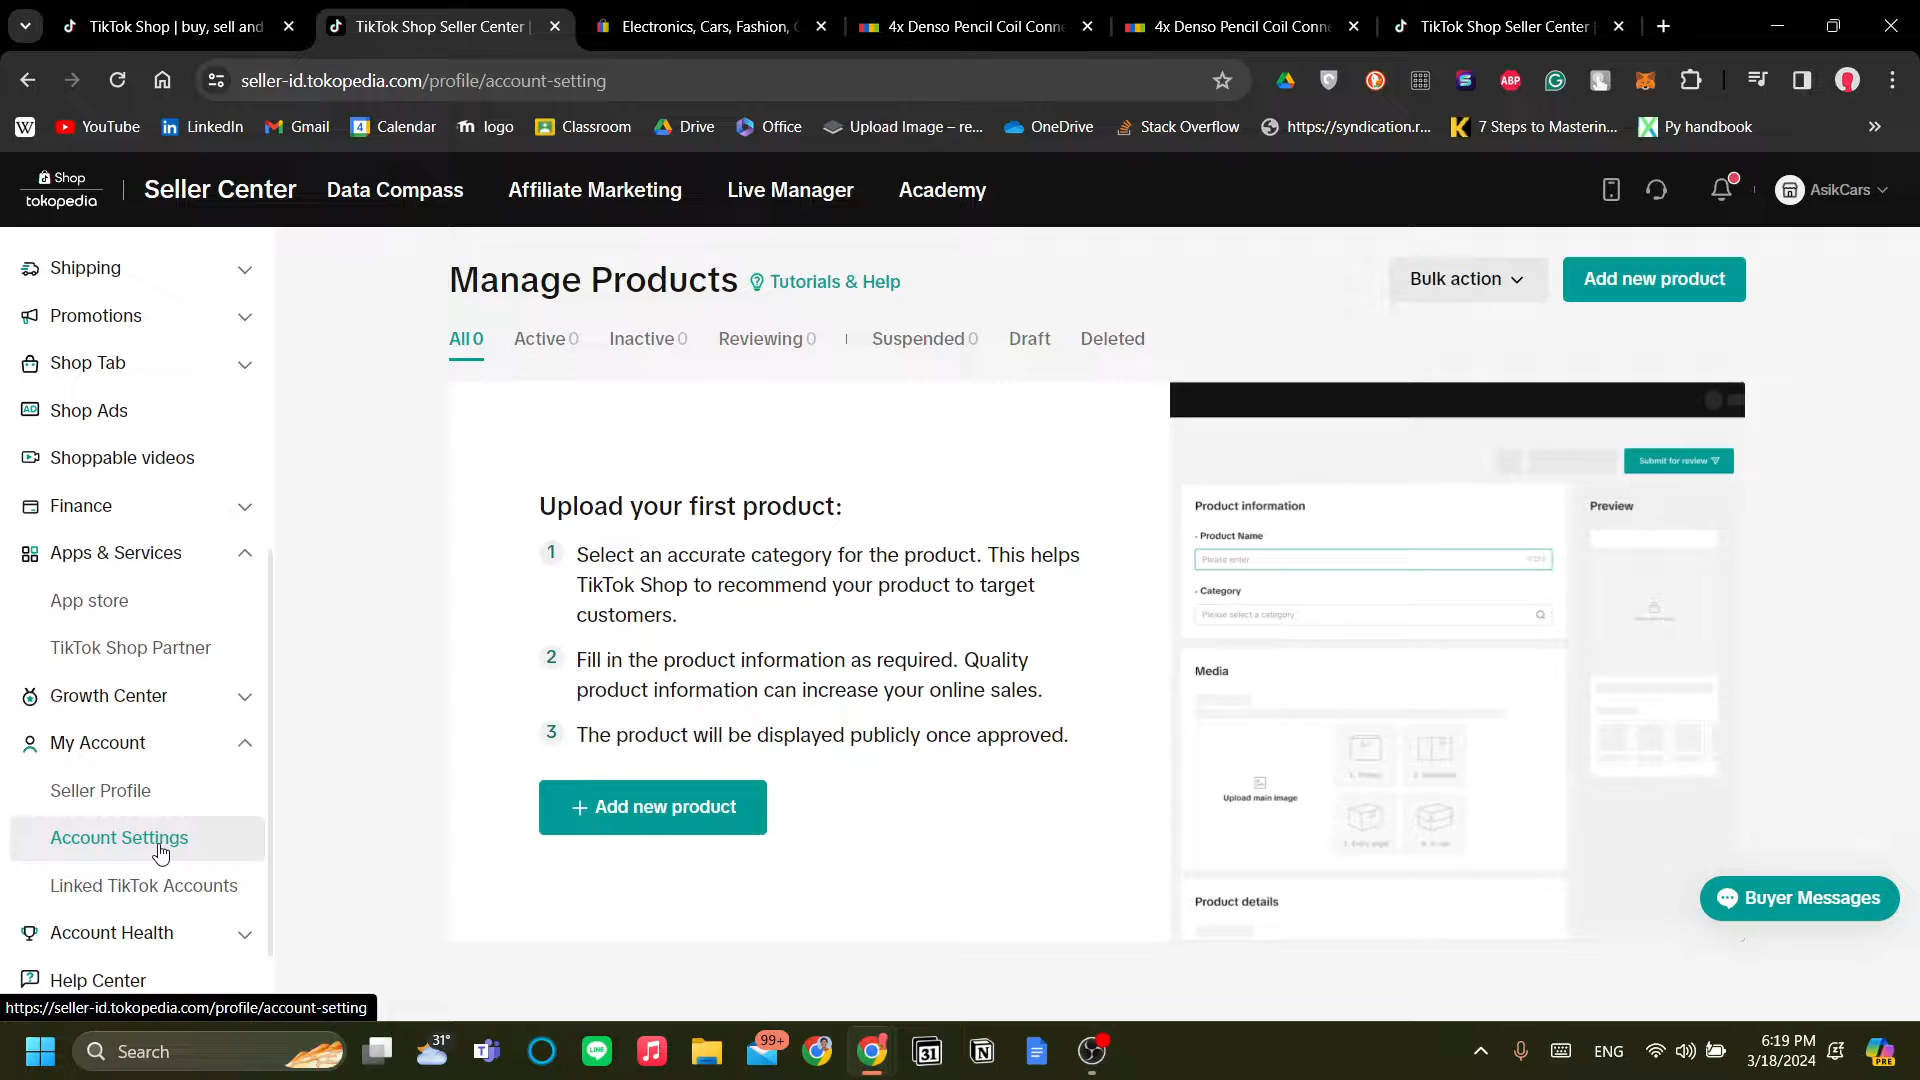 TikTok Shop | buy, sell and
TikTok Shop Seller Center |
Electronics, Cars, Fashion, C
4x Denso Pencil Coil Conne
4x Denso Pencil Coil Conne
TikTok Shop Seller Center |
seller-id.tokopedia.com/profile/account-setting
ABP
W
YouTube
LinkedIn
Gmail
Calendar
logo
Classroom
Drive
Office
Upload Image – re...
OneDrive
Stack Overflow
https://syndication.r...
7 Steps to Masterin...
Py handbook
Shop
tokopedia
Seller Center
Data Compass
Affiliate Marketing
Live Manager
Academy
AsikCars
Shipping
Promotions
Shop Tab
Shop Ads
Shoppable videos
Finance
Apps & Services
App store
TikTok Shop Partner
Growth Center
My Account
Seller Profile
Account Settings
Linked TikTok Accounts
Account Health
Help Center
https://seller-id.tokopedia.com/profile/account-setting
Manage Products
Tutorials & Help
Bulk action
Add new product
All 0
Active 0
Inactive 0
Reviewing 0
Suspended 0
Draft
Deleted
Upload your first product:
1 Select an accurate category for the product. This helps
TikTok Shop to recommend your product to target
customers.
2 Fill in the product information as required. Quality
product information can increase your online sales.
3 The product will be displayed publicly once approved.
+ Add new product
Submit for review
Product information
Preview
Product Name
Please enter
Category
Please select a category
Media
Upload main image
Product details
Buyer Messages
Search
31°
LINE
99+
31
ENG
6:19 PM
3/18/2024
PRE